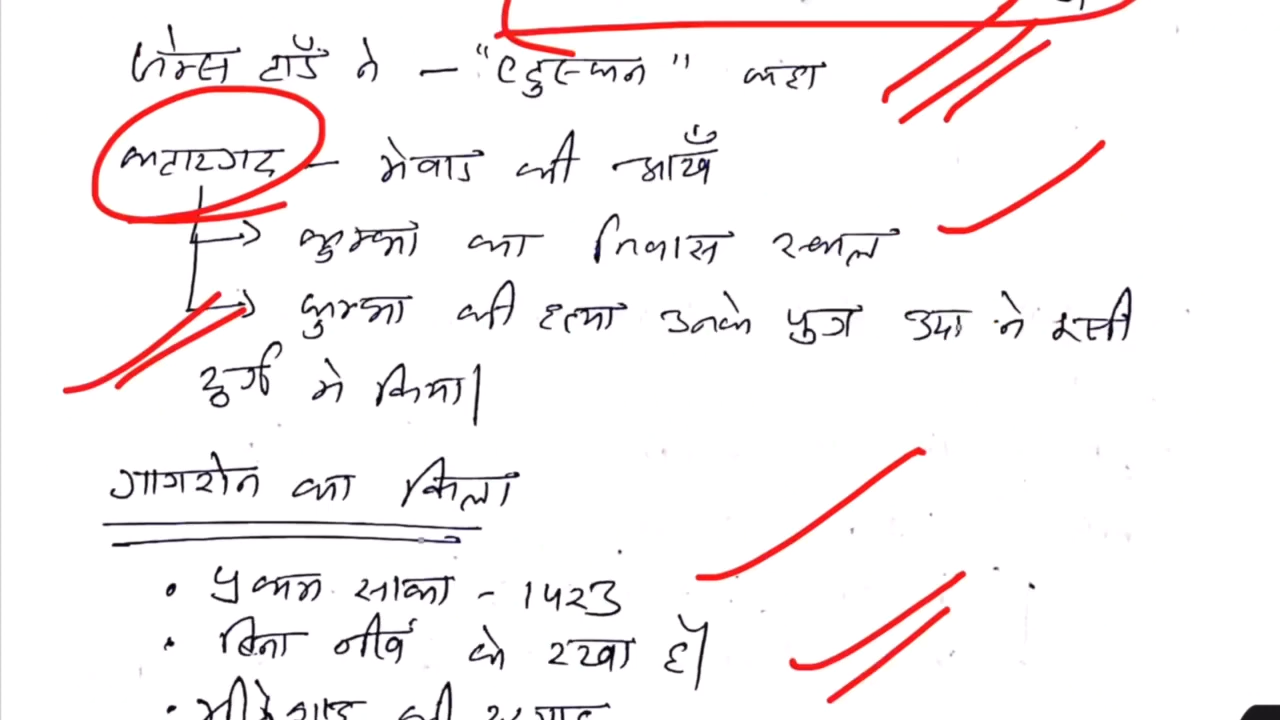 जेम्स टॉड ने – "एट्रुस्कन" कहा
कटारगढ – मेवाड की आँख
→ कुम्भा का निवास स्थल
→ कुम्भा की हत्या उनके पुत्र उदा ने इसी
दुर्ग मे किया।
गागरोन का किला
• प्रथम साका - 1423
• बिना नीवं के रखा है।
की